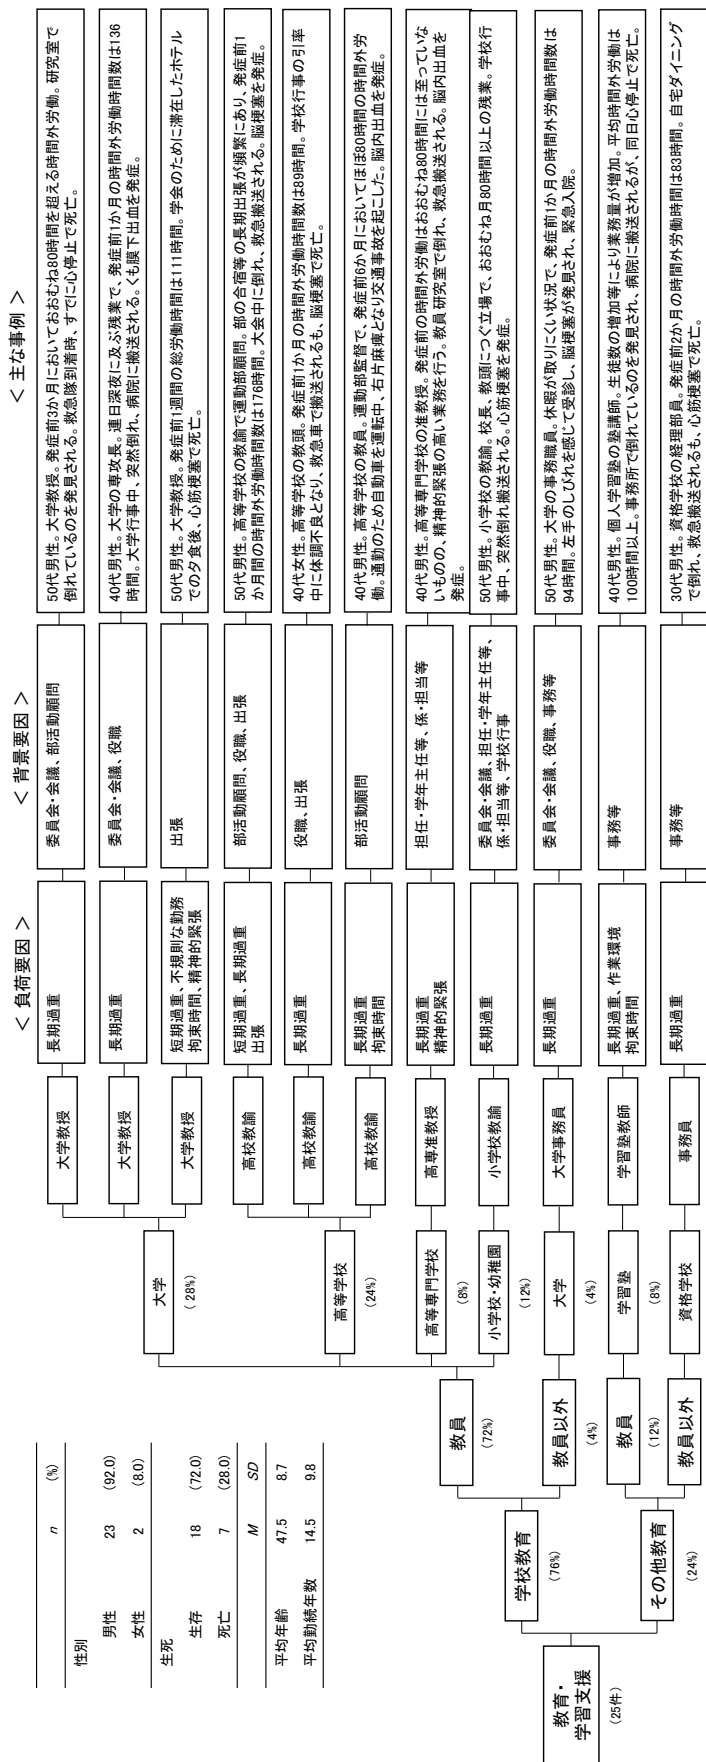 n (%)
性別
男性 23 (92.0)
女性 2 (8.0)
生死
生存 18 (72.0)
死亡 7 (28.0)
M SD
平均年齢 47.5 8.7
平均勤続年数 14.5 9.8
教育・
学習支援
(25件)
学校教育
(76%)
その他教育
(24%)
教員
(72%)
教員以外
(4%)
教員
(12%)
教員以外
大学
(28%)
高等学校
(24%)
高等専門学校
(8%)
小学校・幼稚園
(12%)
大学
(4%)
学習塾
(8%)
資格学校
<負荷要因>
<背景要因>
<主な事例>
大学教授
長期過重
委員会・会議、部活動顧問
50代男性。大学教授。発症前3か月においておおむね80時間を超える時間外労働。研究室で
倒れているのを発見される。救急隊到着時、すでに心停止で死亡。
大学教授
長期過重
委員会・会議、役職
40代男性。大学の専攻長。連日深夜に及ぶ残業で、発症前1か月の時間外労働時間数は136
時間。大学行事中、突然倒れ、病院に搬送される。くも膜下出血を発症。
大学教授
短期過重、不規則な勤務
拘束時間、精神的緊張
出張
50代男性。大学教授。発症前1週間の総労働時間は111時間。学会のために滞在したホテル
での夕食後、心筋梗塞で死亡。
高校教諭
短期過重、長期過重
出張
部活動顧問、役職、出張
50代男性。高等学校の教諭で運動部顧問。部の合宿等の長期出張が頻繁にあり、発症前1
か月間の時間外労働時間数は176時間。大会中に倒れ、救急搬送される。脳梗塞を発症。
高校教諭
長期過重
役職、出張
40代女性。高等学校の教頭。発症前1か月の時間外労働時間数は89時間。学校行事の引率
中に体調不良となり、救急車で搬送されるも、脳梗塞で死亡。
高校教諭
長期過重
拘束時間
部活動顧問
40代男性。高等学校の教員。運動部監督で、発症前6か月においてほぼ80時間の時間外労
働。通勤のため自動車を運転中、右片麻痺となり交通事故を起こした。脳内出血を発症。
高専准教授
長期過重
精神的緊張
担任・学年主任等、係・担当等
40代男性。高等専門学校の准教授。発症前の時間外労働はおおむね80時間には至っていな
いものの、精神的緊張の高い業務を行う。教員研究室で倒れ、救急搬送される。脳内出血を
発症。
小学校教諭
長期過重
委員会・会議、担任・学年主任等、
係・担当等、学校行事
50代男性。小学校の教諭。校長、教頭につぐ立場で、おおむね月80時間以上の残業。学校行
事中、突然倒れ搬送される。心筋梗塞を発症。
大学事務員
長期過重
委員会・会議、役職、事務等
50代男性。大学の事務職員。休暇が取りにくい状況で、発症前1か月の時間外労働時間数は
94時間。左手のしびれを感じて受診し、脳梗塞が発見され、緊急入院。
学習塾教師
長期過重、作業環境
拘束時間
事務等
40代男性。個人学習塾の塾講師。生徒数の増加等により業務量が増加。平均時間外労働は
100時間以上。事務所で倒れているのを発見され、病院に搬送されるが、同日心停止で死亡。
事務員
長期過重
事務等
30代男性。資格学校の経理部員。発症前2か月の時間外労働時間は83時間。自宅ダイニング
で倒れ、救急搬送されるも、心筋梗塞で死亡。